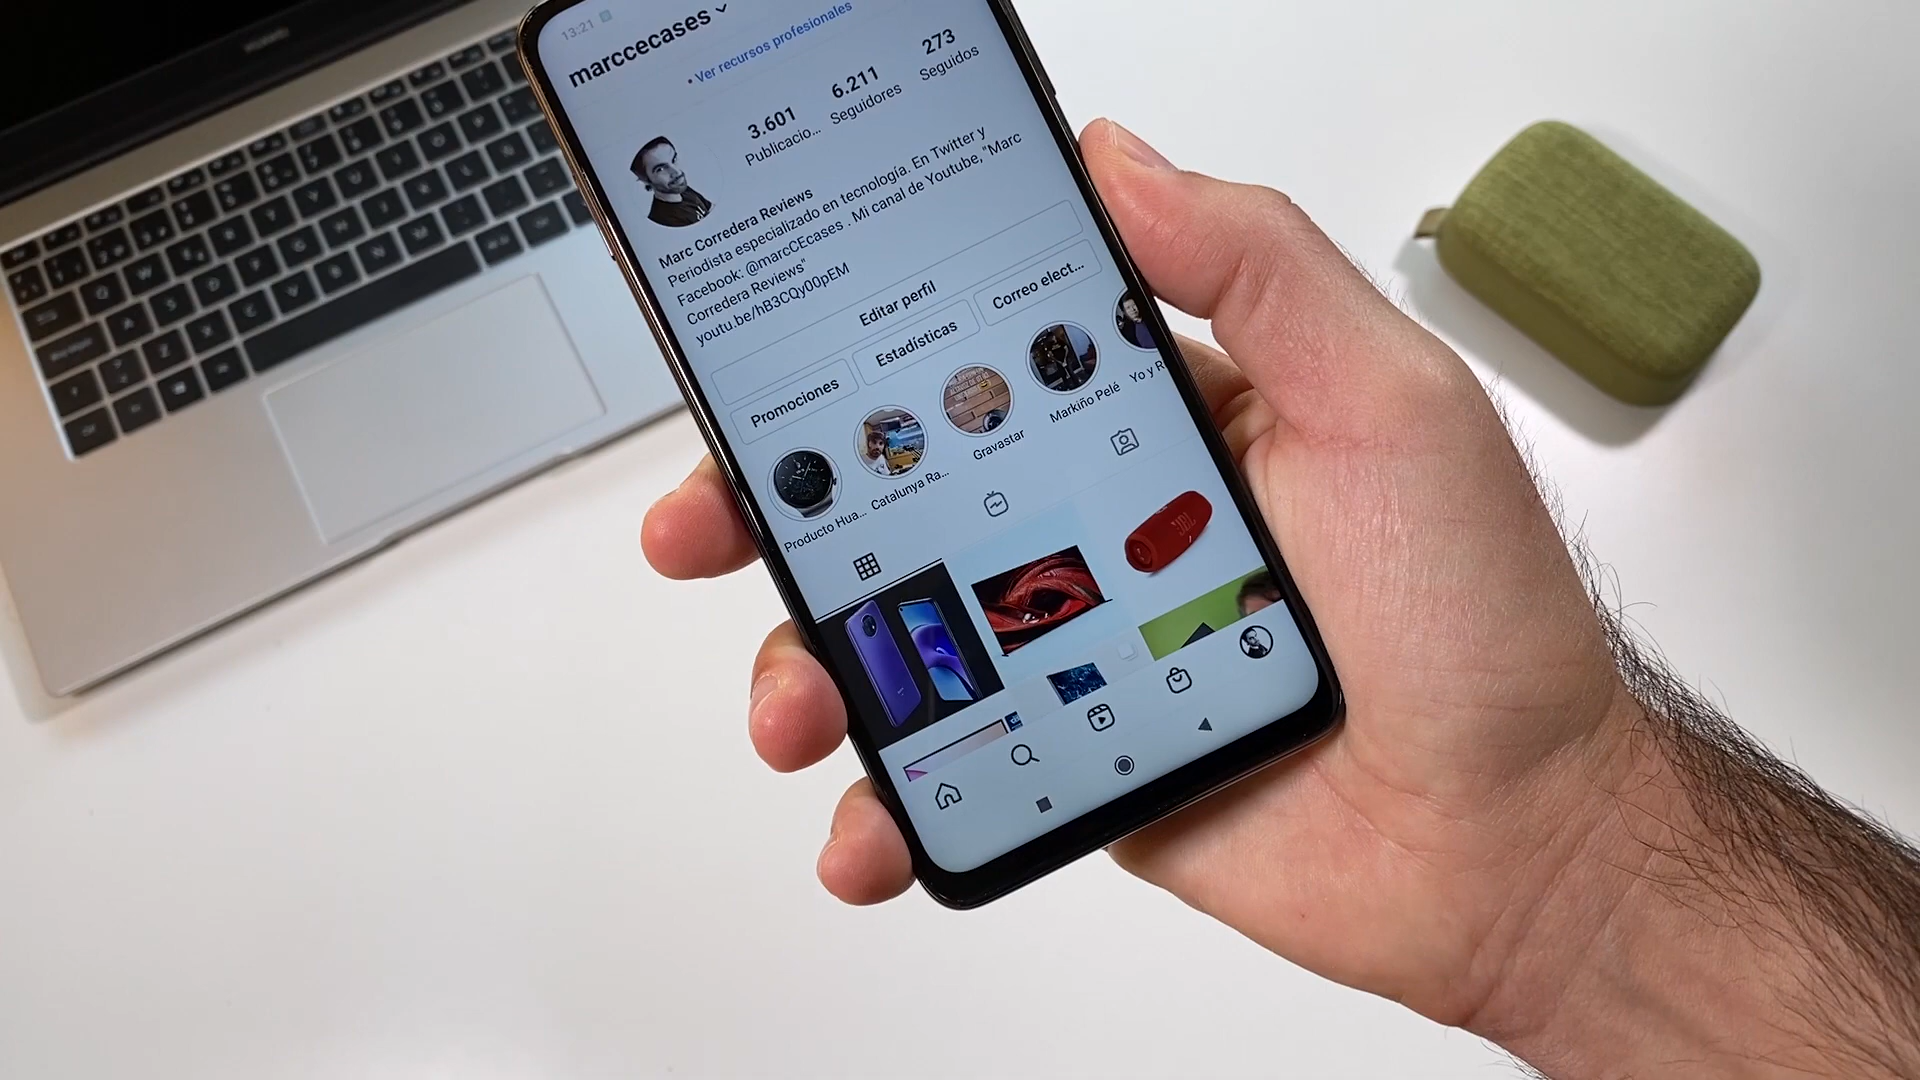 HUAWEI
13:21
marccecases
• Ver recursos profesionales
3.601
6.211
273
Publicacio...
Seguidores
Seguidos
Marc Corredera Reviews
Periodista especializado en tecnología. En Twitter y
Facebook: @marcCEcases . Mi canal de Youtube, "Marc
Corredera Reviews"
youtu.be/hB3CQy00pEM
Editar perfil
Promociones
Estadísticas
Correo elect...
Producto Hua...
Catalunya Ra...
Gravastar
Markiño Pelé
Yo y R
JBL